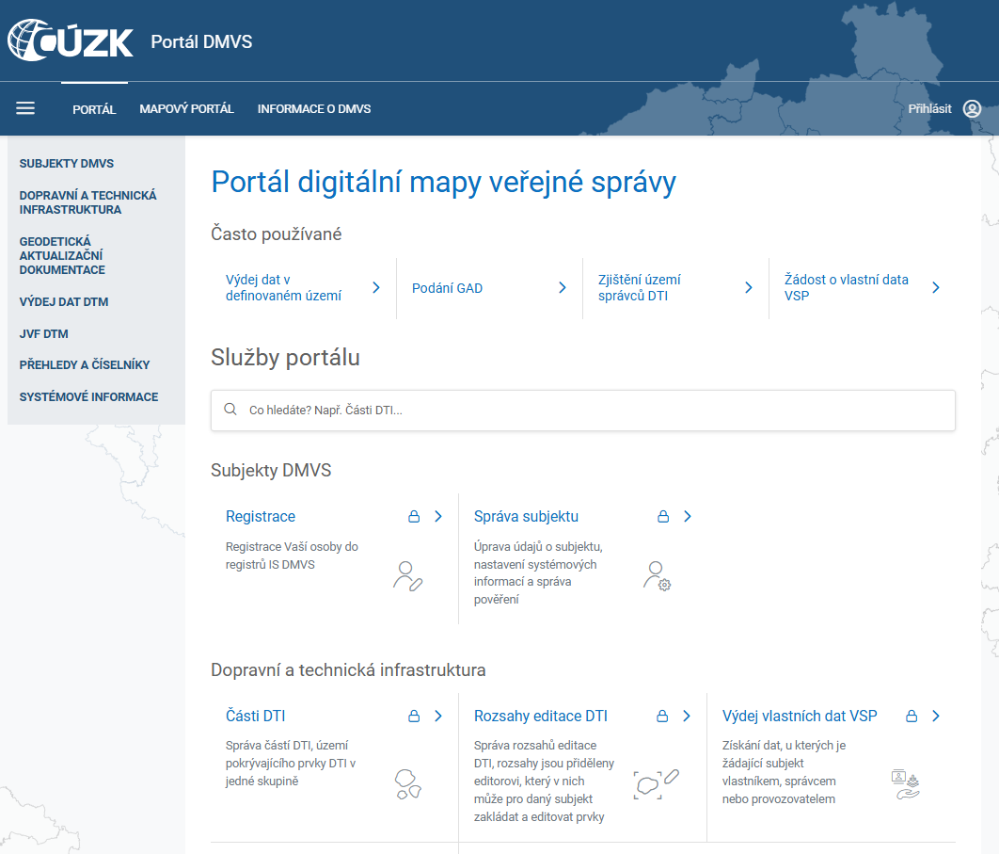 ČÚZK
Portál DMVS
PORTÁL
MAPOVÝ PORTÁL
INFORMACE O DMVS
Přihlásit
SUBJEKTY DMVS
DOPRAVNÍ A TECHNICKÁ
INFRASTRUKTURA
GEODETICKÁ
AKTUALIZAČNÍ
DOKUMENTACE
VÝDEJ DAT DTM
JVF DTM
PŘEHLEDY A ČÍSELNÍKY
SYSTÉMOVÉ INFORMACE
Portál digitální mapy veřejné správy
Často používané
Výdej dat v
definovaném území
Podání GAD
Zjištění území
správců DTI
Žádost o vlastní data
VSP
Služby portálu
Co hledáte? Např. Části DTI...
Subjekty DMVS
Registrace
Registrace Vaší osoby do
registrů IS DMVS
Správa subjektu
Úprava údajů o subjektu,
nastavení systémových
informací a správa
pověření
Dopravní a technická infrastruktura
Části DTI
Správa částí DTI, území
pokrývajícího prvky DTI v
jedné skupině
Rozsahy editace DTI
Správa rozsahů editace
DTI, rozsahy jsou přiděleny
editorovi, který v nich
může pro daný subjekt
zakládat a editovat prvky
Výdej vlastních dat VSP
Získání dat, u kterých je
žádající subjekt
vlastníkem, správcem
nebo provozovatelem